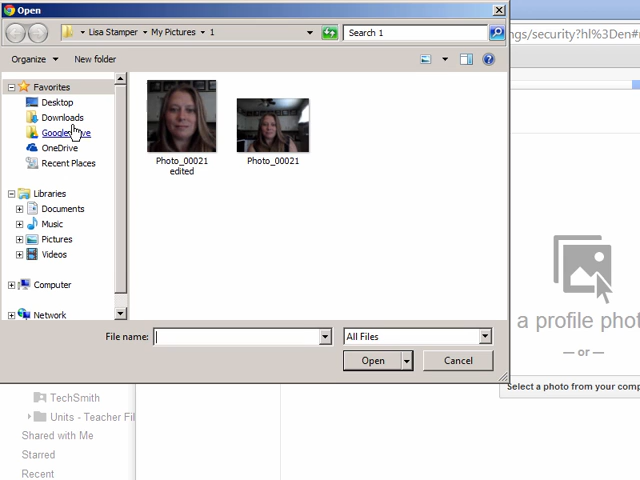 Open
Lisa Stamper ▸ My Pictures ▸ 1
Search 1
Organize
New folder
Favorites
Desktop
Downloads
Google Drive
OneDrive
Recent Places
Libraries
Documents
Music
Pictures
Videos
Computer
Network
Photo_00021
edited
Photo_00021
File name:
All Files
Open
Cancel
ngs/security?hl%3Den#
a profile phot
— or —
Select a photo from your comp
TechSmith
Units - Teacher Fil
Shared with Me
Starred
Recent